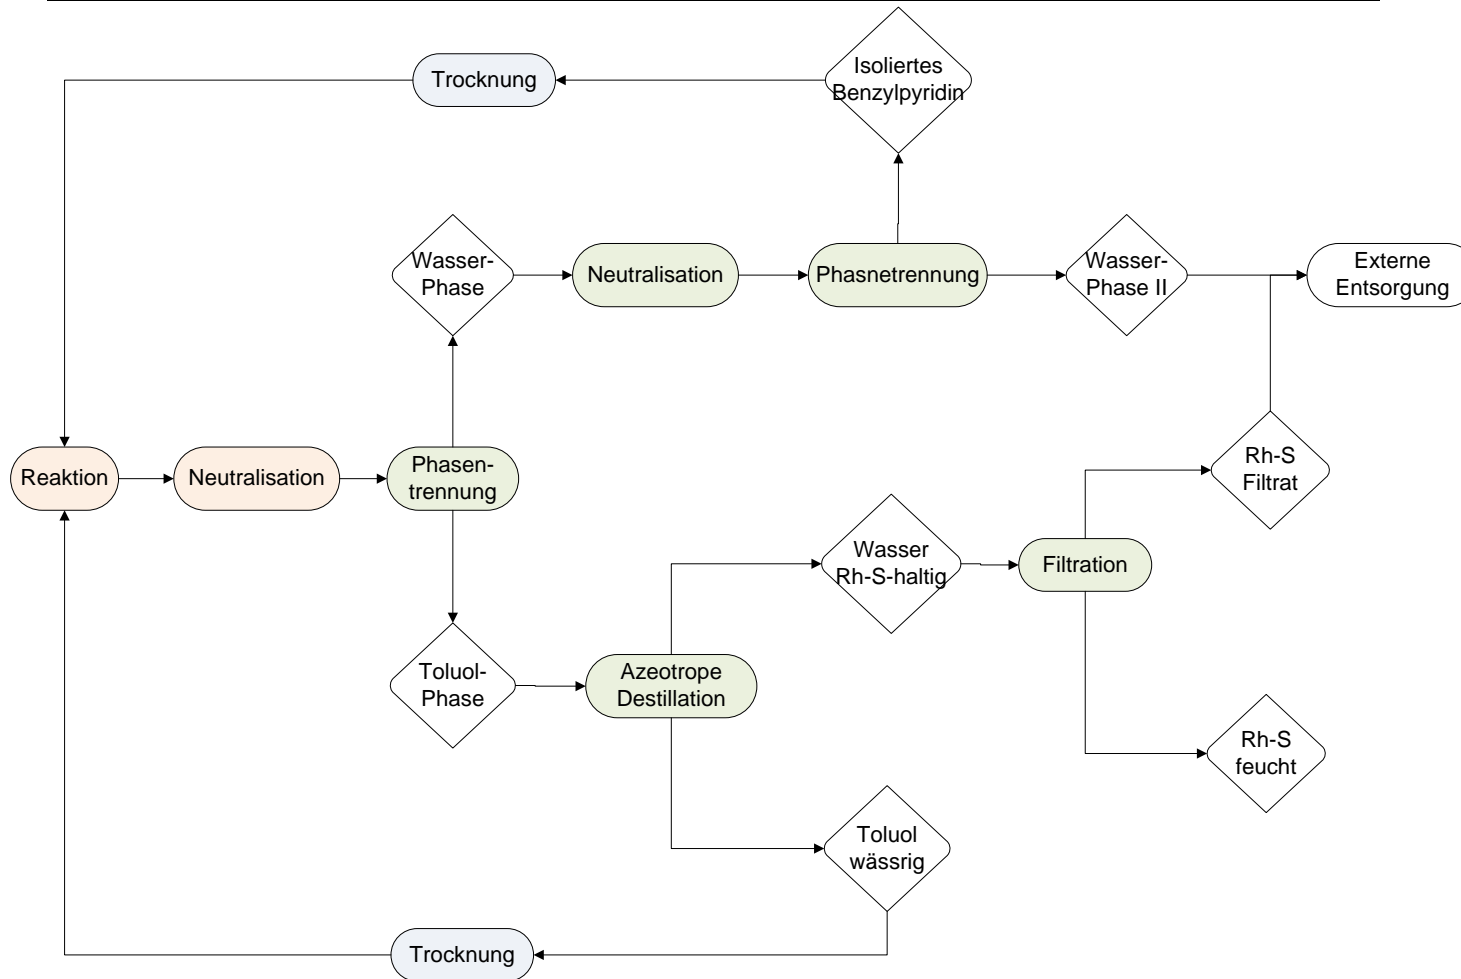 Isoliertes
Benzylpyridin
Trocknung
Wasser-
Phase
Neutralisation
Phasnetrennung
Wasser-
Phase II
Externe
Entsorgung
Reaktion
Neutralisation
Phasen-
trennung
Rh-S
Filtrat
Wasser
Rh-S-haltig
Filtration
Toluol-
Phase
Azeotrope
Destillation
Rh-S
feucht
Toluol
wässrig
Trocknung